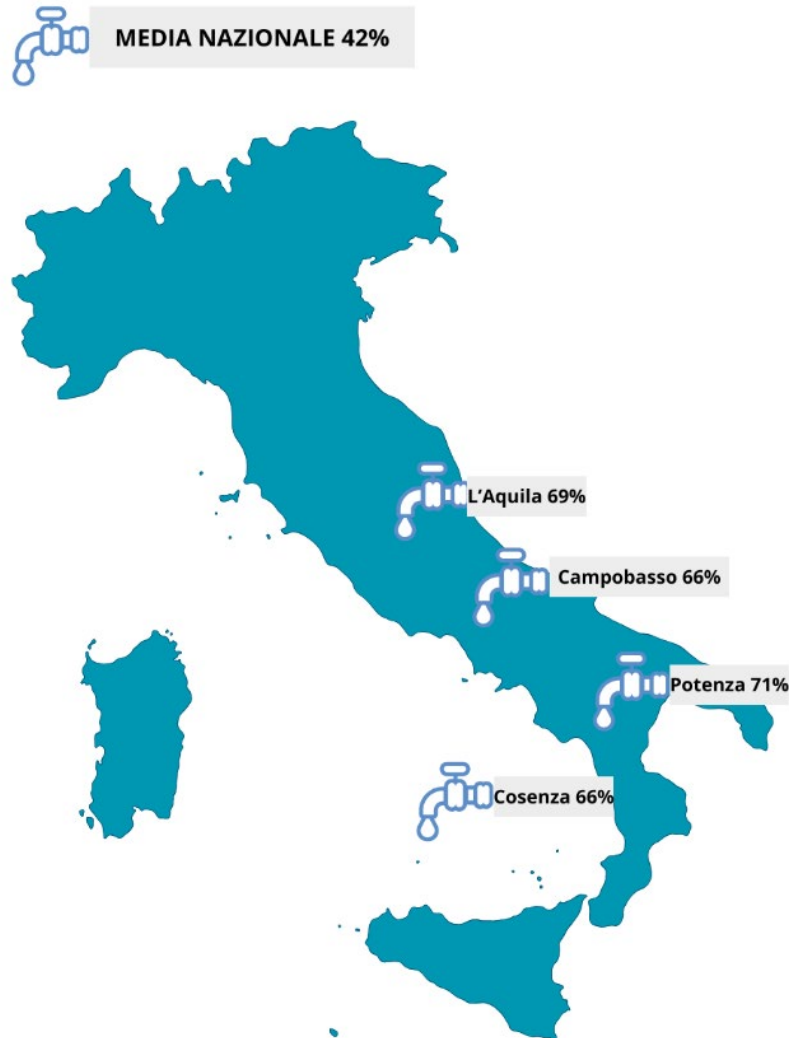 MEDIA NAZIONALE 42%
L’Aquila 69%
Campobasso 66%
Potenza 71%
Cosenza 66%